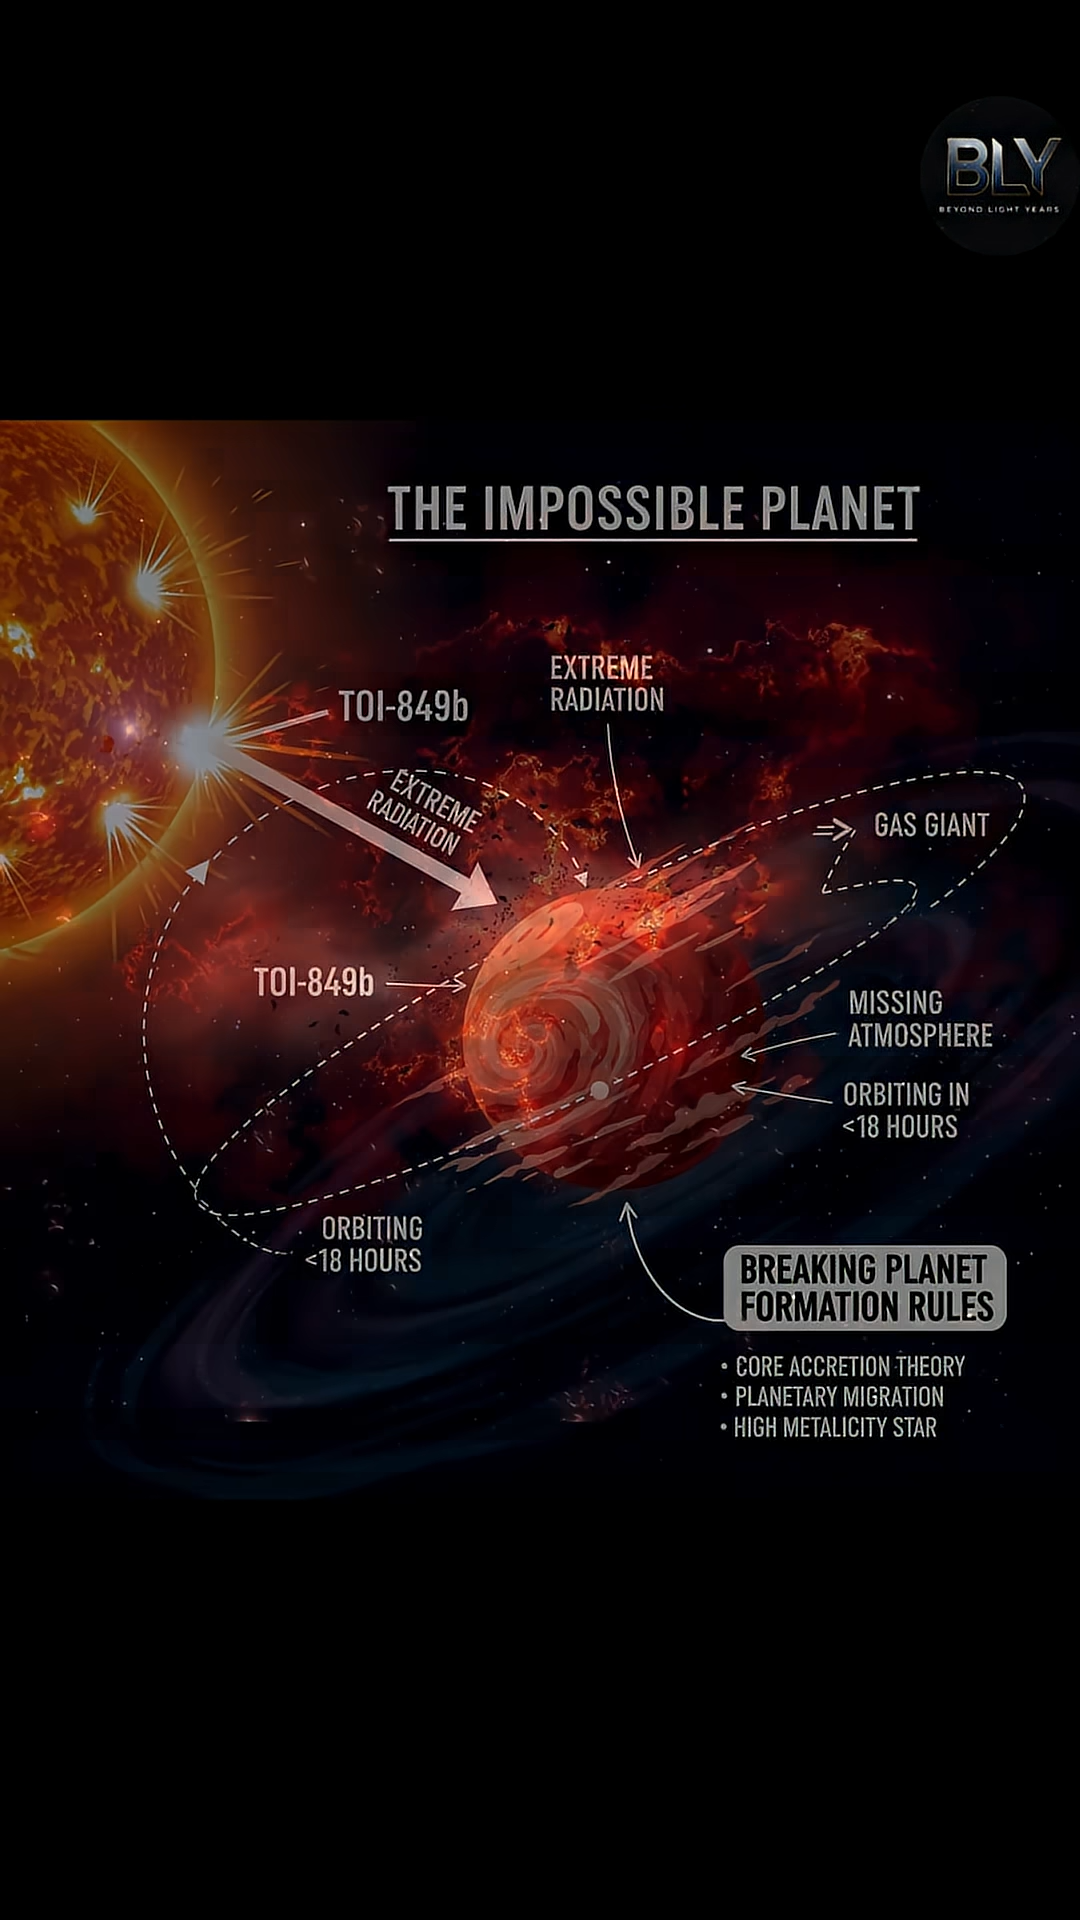 BLY
BEYOND LIGHT YEARS
THE IMPOSSIBLE PLANET
EXTREME
RADIATION
TOI-849b
EXTREME
RADIATION
GAS GIANT
TOI-849b
MISSING
ATMOSPHERE
ORBITING IN
<18 HOURS
ORBITING
<18 HOURS
BREAKING PLANET
FORMATION RULES
• CORE ACCRETION THEORY
• PLANETARY MIGRATION
• HIGH METALICITY STAR